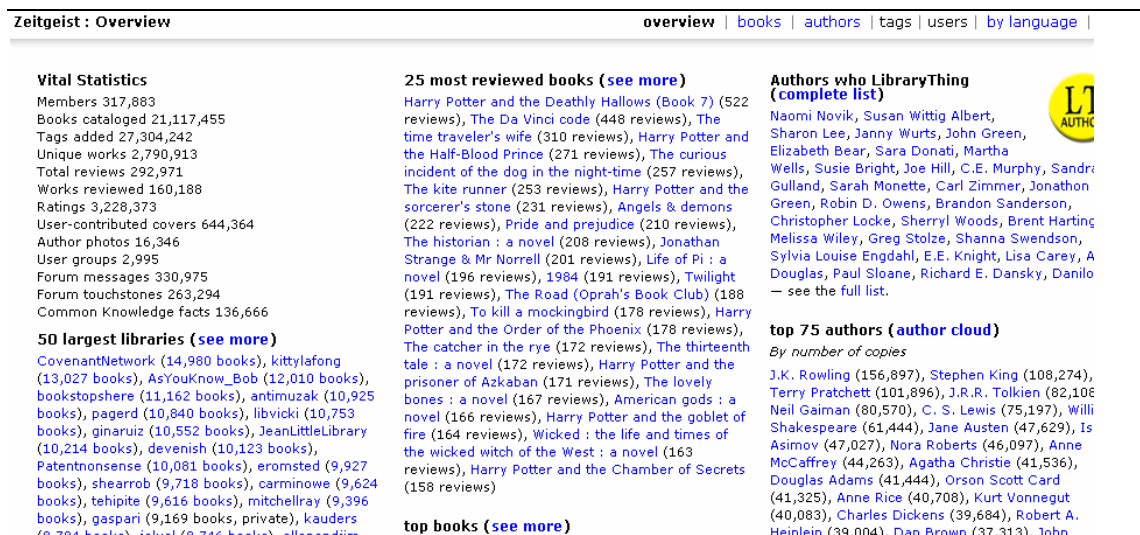 Zeitgeist : Overview
overview | books | authors | tags | users | by language |
Vital Statistics
Members 317,883
Books cataloged 21,117,455
Tags added 27,304,242
Unique works 2,790,913
Total reviews 292,971
Works reviewed 160,188
Ratings 3,228,373
User-contributed covers 644,364
Author photos 16,346
User groups 2,995
Forum messages 330,975
Forum touchstones 263,294
Common Knowledge facts 136,666
50 largest libraries (see more)
CovenantNetwork (14,980 books), kittylafong
(13,027 books), AsYouKnow_Bob (12,010 books),
bookstopshere (11,162 books), antimuzak (10,925
books), pagerd (10,840 books), libvicki (10,753
books), ginaruiz (10,552 books), JeanLittleLibrary
(10,214 books), devenish (10,123 books),
Patentnonsense (10,081 books), eromsted (9,927
books), shearrob (9,718 books), carminowe (9,624
books), tehipite (9,616 books), mitchellray (9,396
books), gaspari (9,169 books, private), kauders
25 most reviewed books (see more)
Harry Potter and the Deathly Hallows (Book 7) (522
reviews), The Da Vinci code (448 reviews), The
time traveler's wife (310 reviews), Harry Potter and
the Half-Blood Prince (271 reviews), The curious
incident of the dog in the night-time (257 reviews),
The kite runner (253 reviews), Harry Potter and the
sorcerer's stone (231 reviews), Angels & demons
(222 reviews), Pride and prejudice (210 reviews),
The historian : a novel (208 reviews), Jonathan
Strange & Mr Norrell (201 reviews), Life of Pi : a
novel (196 reviews), 1984 (191 reviews), Twilight
(191 reviews), The Road (Oprah's Book Club) (188
reviews), To kill a mockingbird (178 reviews), Harry
Potter and the Order of the Phoenix (178 reviews),
The catcher in the rye (172 reviews), The thirteenth
tale : a novel (172 reviews), Harry Potter and the
prisoner of Azkaban (171 reviews), The lovely
bones : a novel (167 reviews), American gods : a
novel (166 reviews), Harry Potter and the goblet of
fire (164 reviews), Wicked : the life and times of
the wicked witch of the West : a novel (163
reviews), Harry Potter and the Chamber of Secrets
(158 reviews)
top books (see more)
Authors who LibraryThing
(complete list)
LT
AUTHO
Naomi Novik, Susan Wittig Albert,
Sharon Lee, Janny Wurts, John Green,
Elizabeth Bear, Sara Donati, Martha
Wells, Susie Bright, Joe Hill, C.E. Murphy, Sandra
Gulland, Sarah Monette, Carl Zimmer, Jonathon
Green, Robin D. Owens, Brandon Sanderson,
Christopher Locke, Sherryl Woods, Brent Harting
Melissa Wiley, Greg Stolze, Shanna Swendson,
Sylvia Louise Engdahl, E.E. Knight, Lisa Carey, A
Douglas, Paul Sloane, Richard E. Dansky, Danilo
— see the full list.
top 75 authors (author cloud)
By number of copies
J.K. Rowling (156,897), Stephen King (108,274),
Terry Pratchett (101,896), J.R.R. Tolkien (82,108
Neil Gaiman (80,570), C. S. Lewis (75,197), Willi
Shakespeare (61,444), Jane Austen (47,629), Is
Asimov (47,027), Nora Roberts (46,097), Anne
McCaffrey (44,263), Agatha Christie (41,536),
Douglas Adams (41,444), Orson Scott Card
(41,325), Anne Rice (40,708), Kurt Vonnegut
(40,083), Charles Dickens (39,684), Robert A.
Heinlein (39,004), Dan Brown (37,313), John